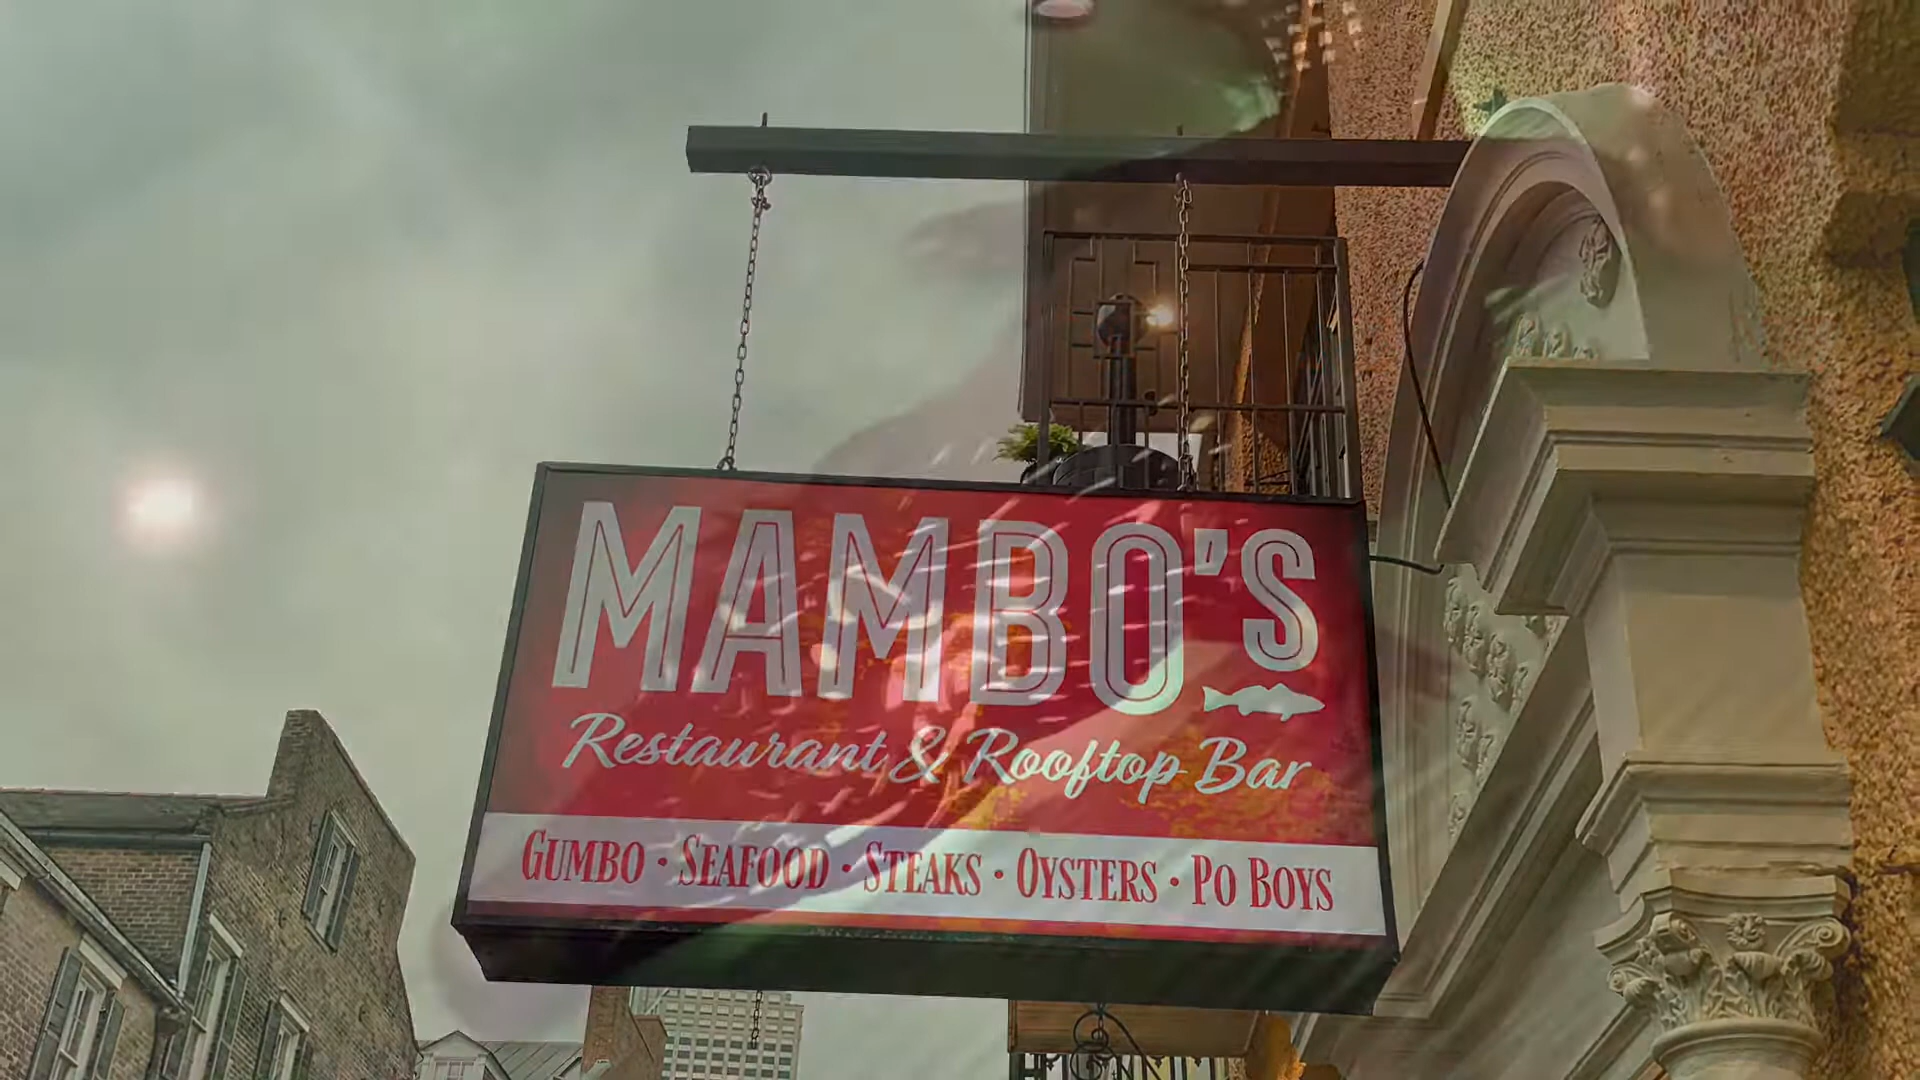 MAMBO'S
Restaurant & Rooftop Bar
GUMBO · SEAFOOD · STEAKS · OYSTERS · PO BOYS